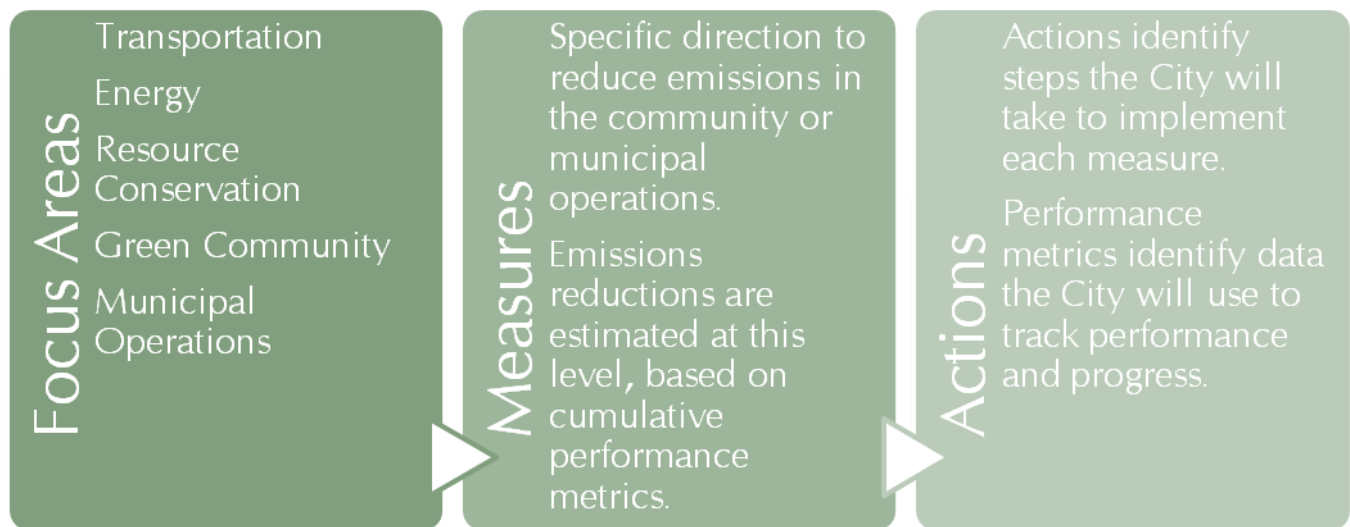 Focus Areas
Transportation
Energy
Resource
Conservation
Green Community
Municipal
Operations
Measures
Specific direction to
reduce emissions in
the community or
municipal
operations.
Emissions
reductions are
estimated at this
level, based on
cumulative
performance
metrics.
Actions
Actions identify
steps the City will
take to implement
each measure.
Performance
metrics identify data
the City will use to
track performance
and progress.